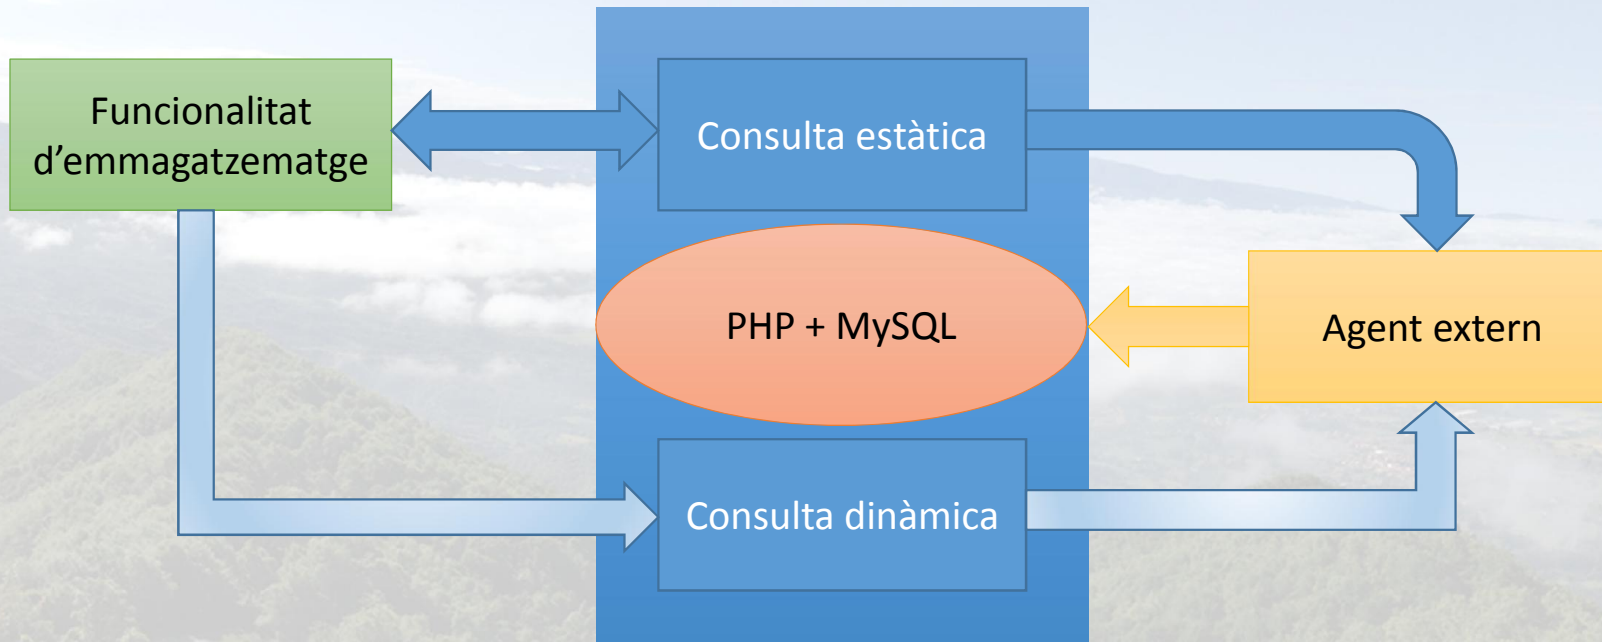 Funcionalitat
d’emmagatzematge
Consulta estàtica
PHP + MySQL
Agent extern
Consulta dinàmica